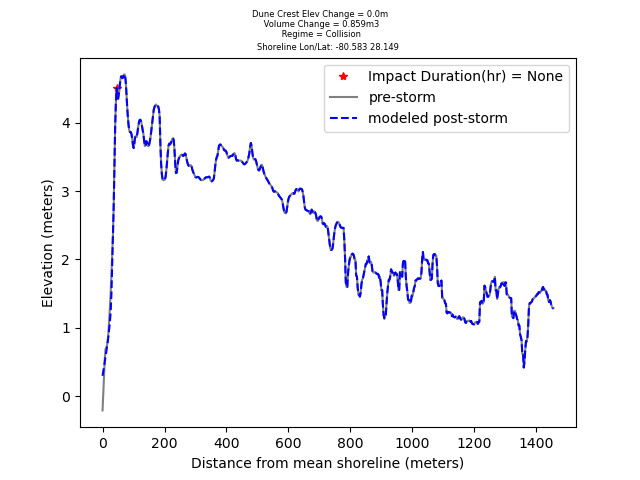 Dune Crest Elev Change = 0.0m
Volume Change = 0.859m3
Regime = Collision
Shoreline Lon/Lat: -80.583 28.149
Impact Duration(hr) = None
pre-storm
modeled post-storm
Elevation (meters)
4
3
2
1
0
0 200 400 600 800 1000 1200 1400
Distance from mean shoreline (meters)